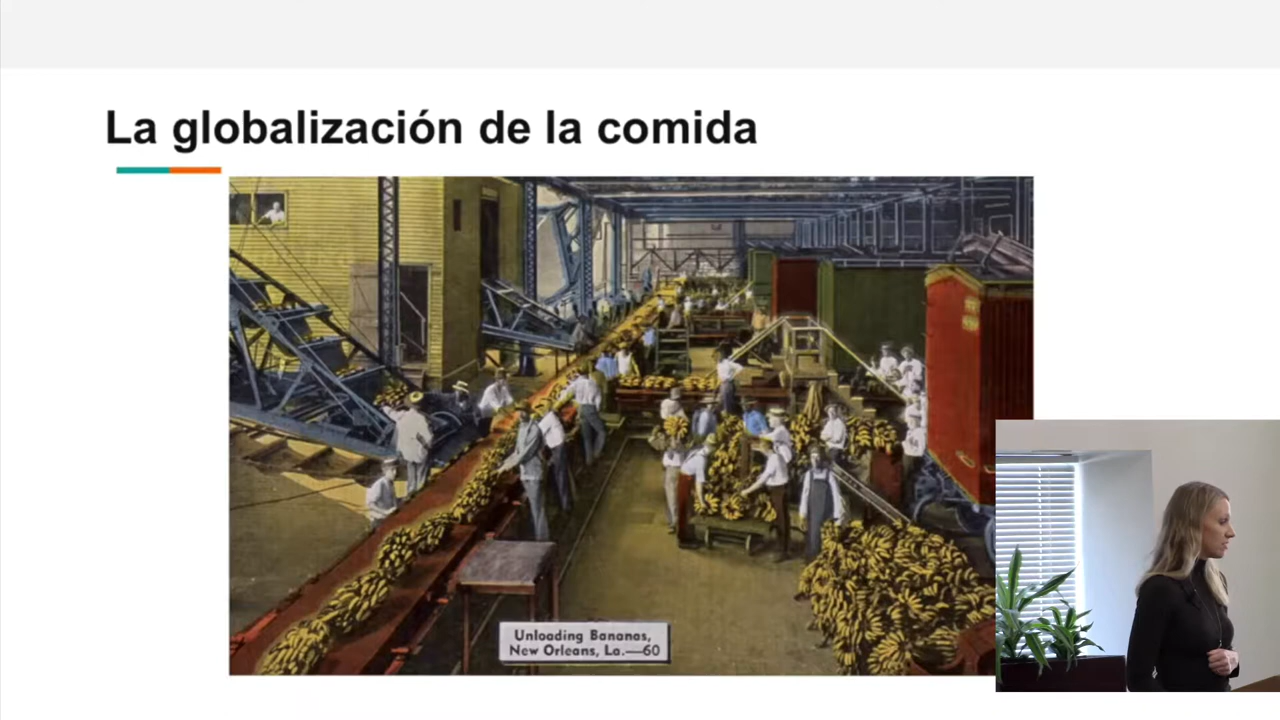 La globalización de la comida
Unloading Bananas,
New Orleans, La.—60